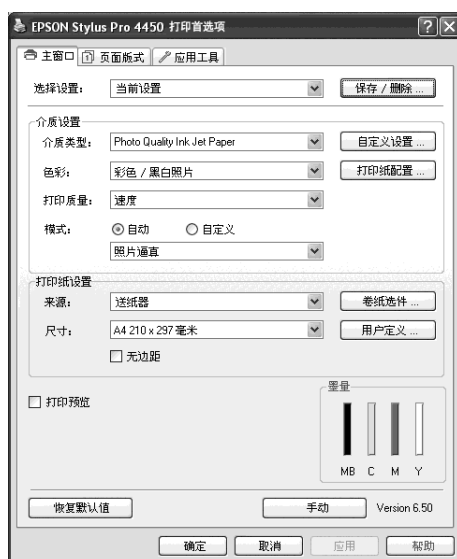 EPSON Stylus Pro 4450 打印首选项
主窗口 页面版式 应用工具
选择设置： 当前设置 保存 / 删除 ...
介质设置
介质类型： Photo Quality Ink Jet Paper 自定义设置 ...
色彩： 彩色 / 黑白照片 打印纸配置 ...
打印质量： 速度
模式： 自动 自定义
照片逼真
打印纸设置
来源： 送纸器 卷纸选件 ...
尺寸： A4 210 x 297 毫米 用户定义 ...
无边距
打印预览
墨量
MB C M Y
恢复默认值 手动 Version 6.50
确定 取消 应用 帮助